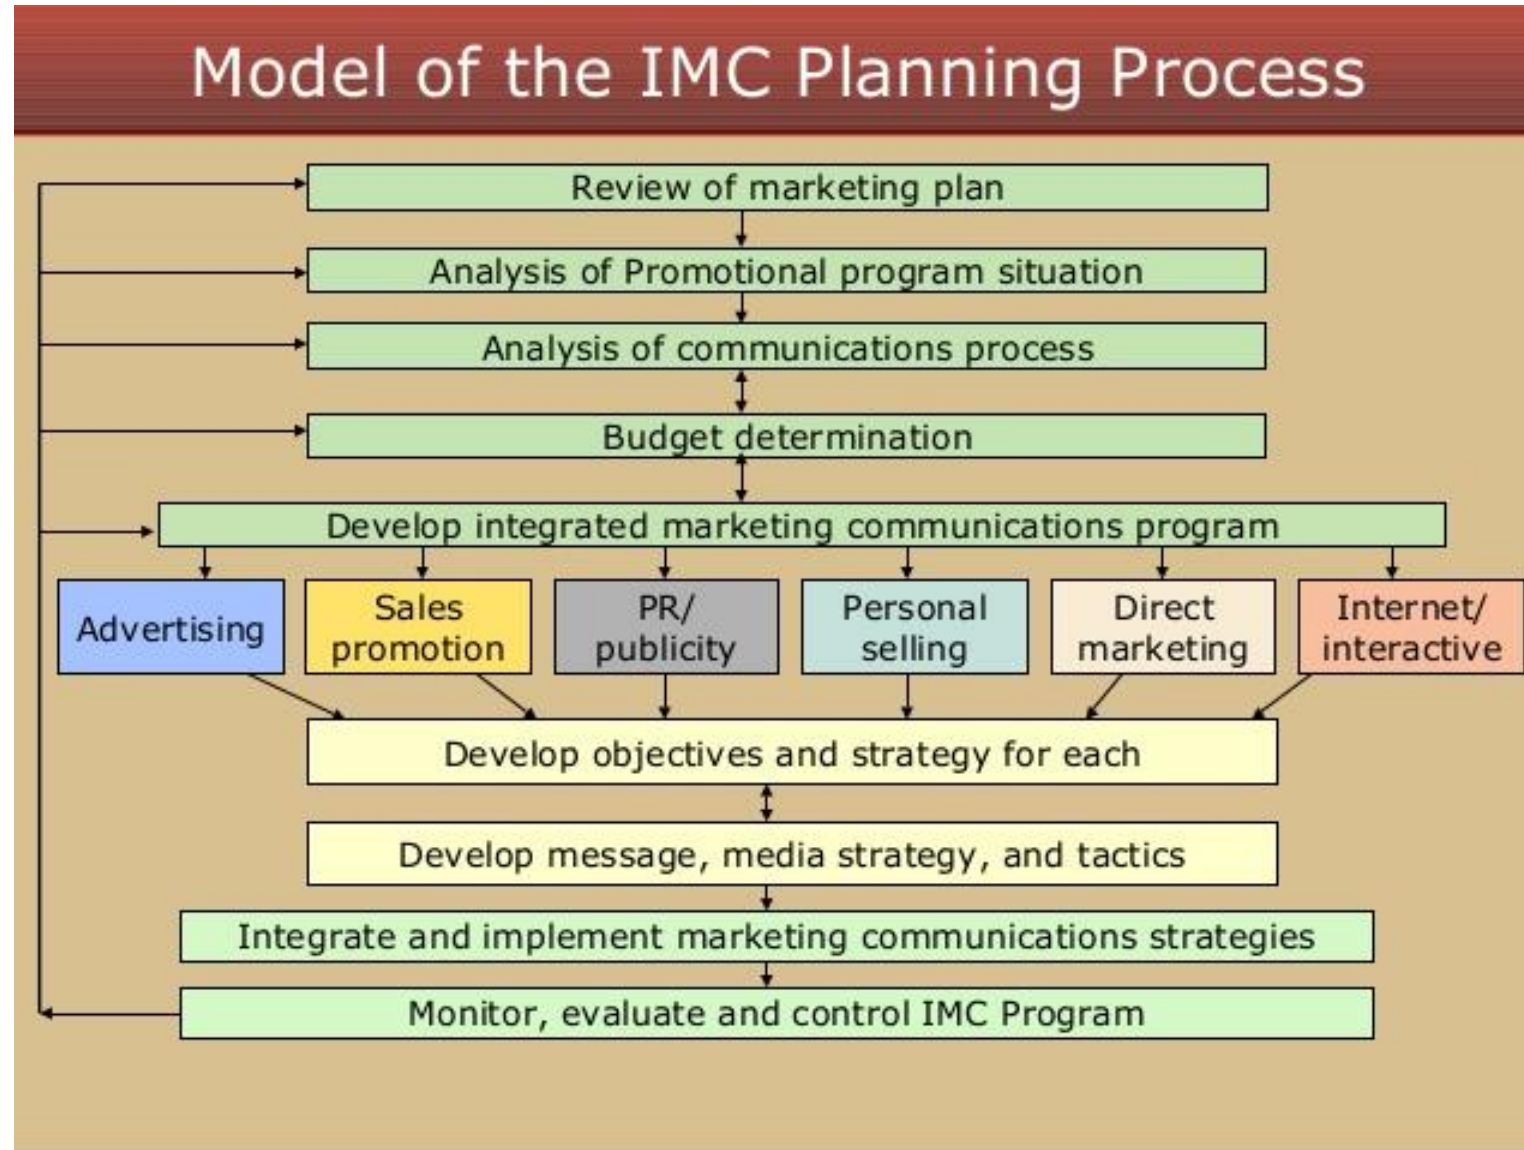 Model of the IMC Planning Process
Review of marketing plan
Analysis of Promotional program situation
Analysis of communications process
Budget determination
Develop integrated marketing communications program
Advertising
Sales
promotion
PR/
publicity
Personal
selling
Direct
marketing
Internet/
interactive
Develop objectives and strategy for each
Develop message, media strategy, and tactics
Integrate and implement marketing communications strategies
Monitor, evaluate and control IMC Program